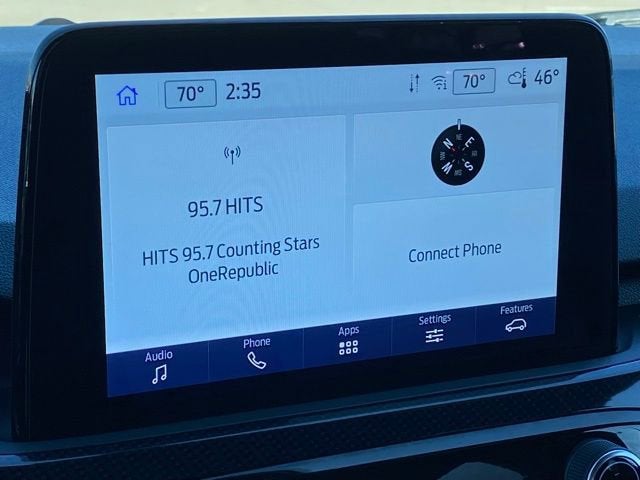 70° 2:35 70° 46°
95.7 HITS
HITS 95.7 Counting Stars
OneRepublic
N NE E
W S
Connect Phone
Audio Phone Apps Settings Features